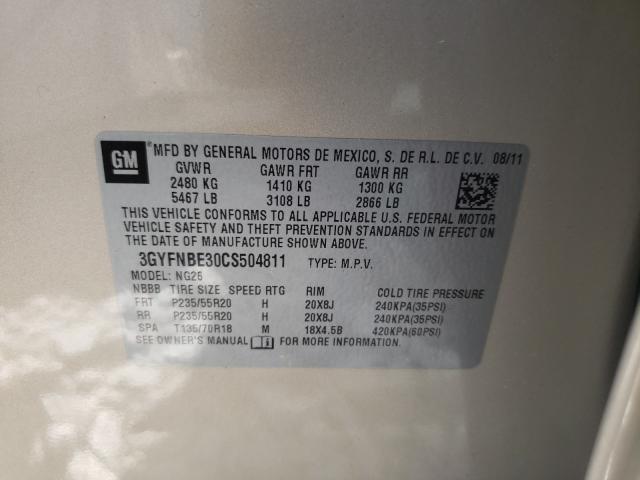 GM ® MFD BY GENERAL MOTORS DE MEXICO, S. DE R.L. DE C.V. 08/11
GVWR GAWR FRT GAWR RR
2480 KG 1410 KG 1300 KG
5467 LB 3108 LB 2866 LB
THIS VEHICLE CONFORMS TO ALL APPLICABLE U.S. FEDERAL MOTOR
VEHICLE SAFETY AND THEFT PREVENTION STANDARDS IN EFFECT ON THE
DATE OF MANUFACTURE SHOWN ABOVE.
3GYFNBE30CS504811 TYPE: M.P.V.
MODEL: NG26
NBBB TIRE SIZE SPEED RTG RIM COLD TIRE PRESSURE
FRT P235/55R20 H 20X8J 240KPA(35PSI)
RR P235/55R20 H 20X8J 240KPA(35PSI)
SPA T135/70R18 M 18X4.5B 420KPA(60PSI)
SEE OWNER'S MANUAL FOR MORE INFORMATION.